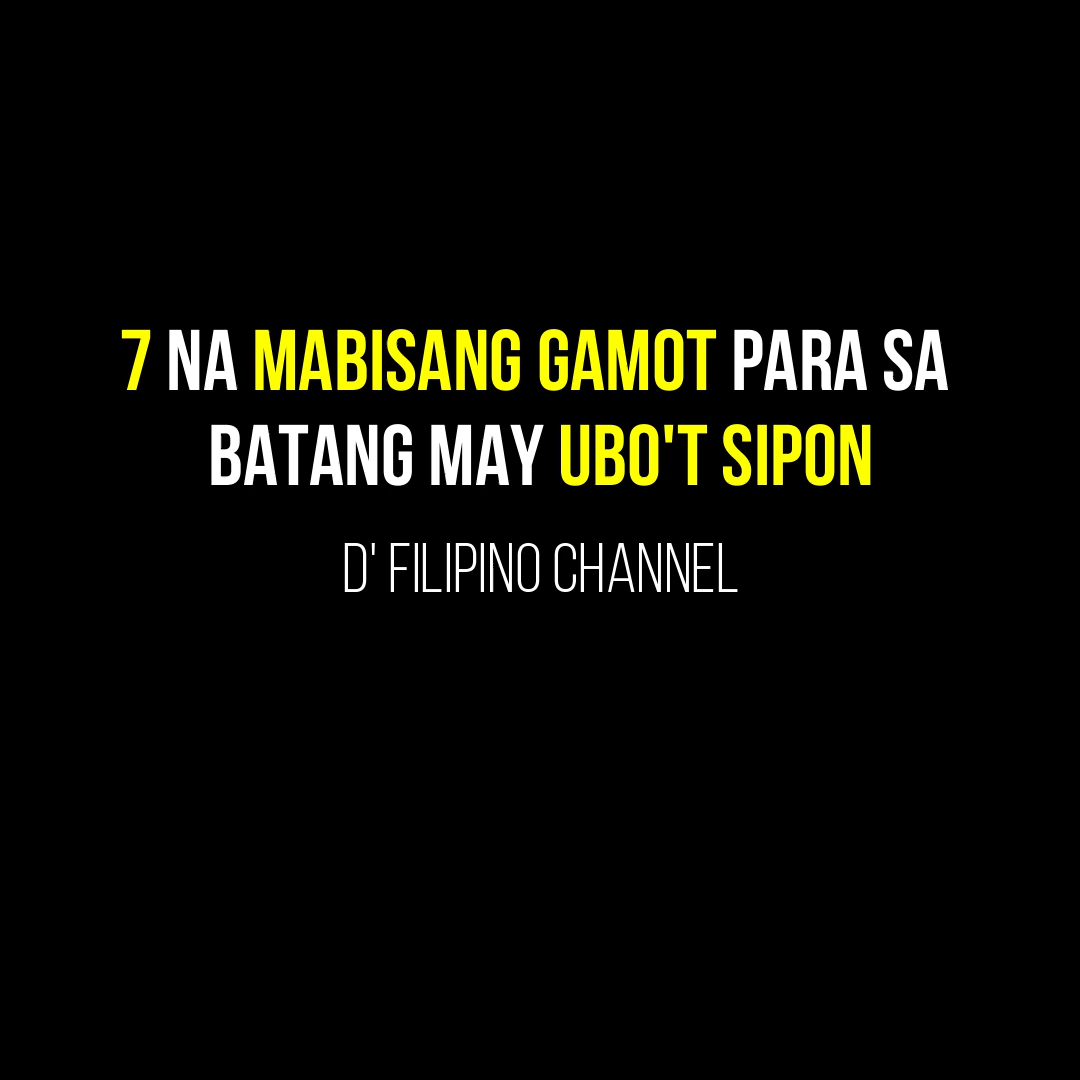 7 NA MABISANG GAMOT PARA SA
BATANG MAY UBO'T SIPON
D' FILIPINO CHANNEL